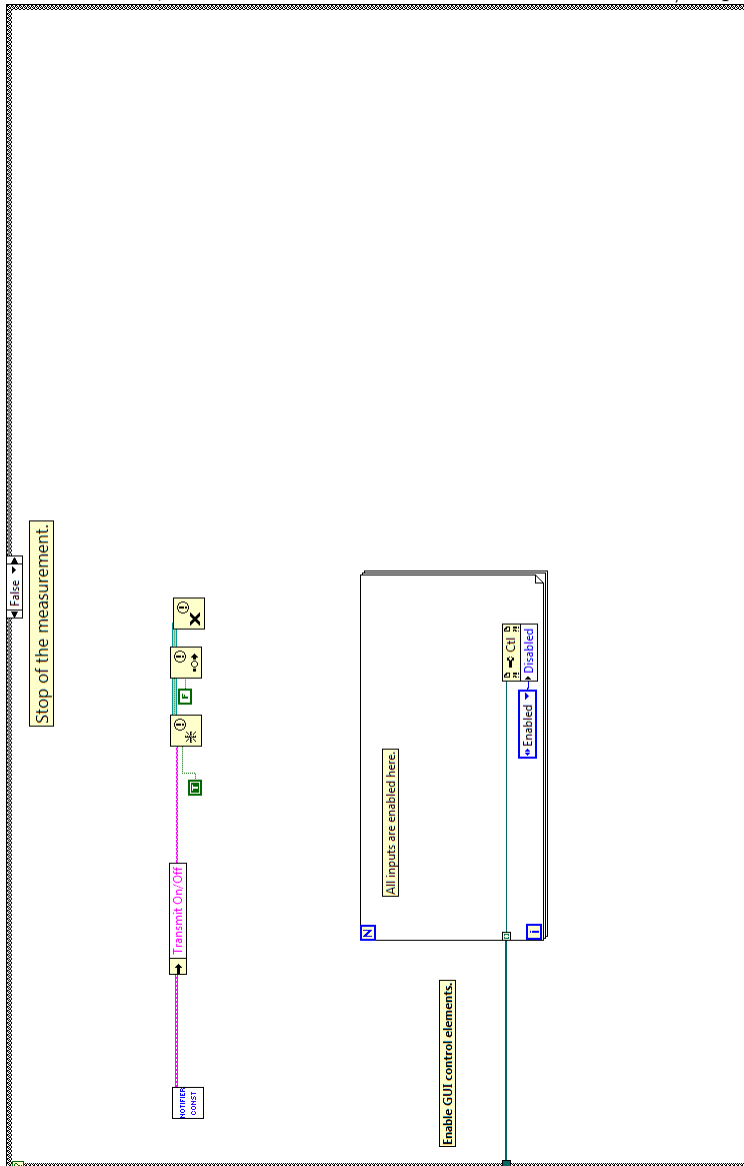 False
Stop of the measurement.
NOTIFIER
CONST
Transmit On/Off
T
F
Enable GUI control elements.
N
All inputs are enabled here.
i
Enabled
Ctl
Disabled